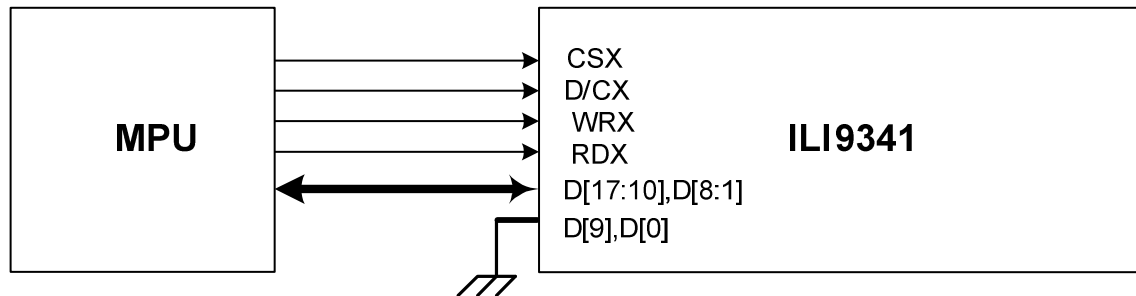 MPU
CSX
D/CX
WRX
RDX
D[17:10],D[8:1]
D[9],D[0]
ILI9341